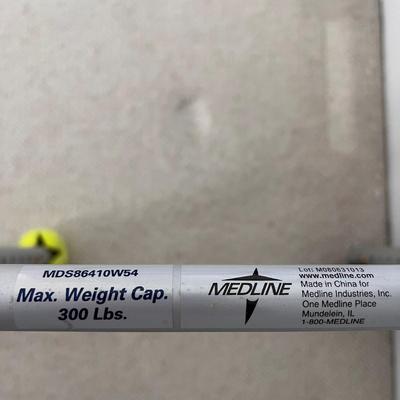 MDS86410W54
Max. Weight Cap.
300 Lbs.
MEDLINE
Lot: M080631013
www.medline.com
Made in China for
Medline Industries, Inc.
One Medline Place
Mundelein, IL
1-800-MEDLINE